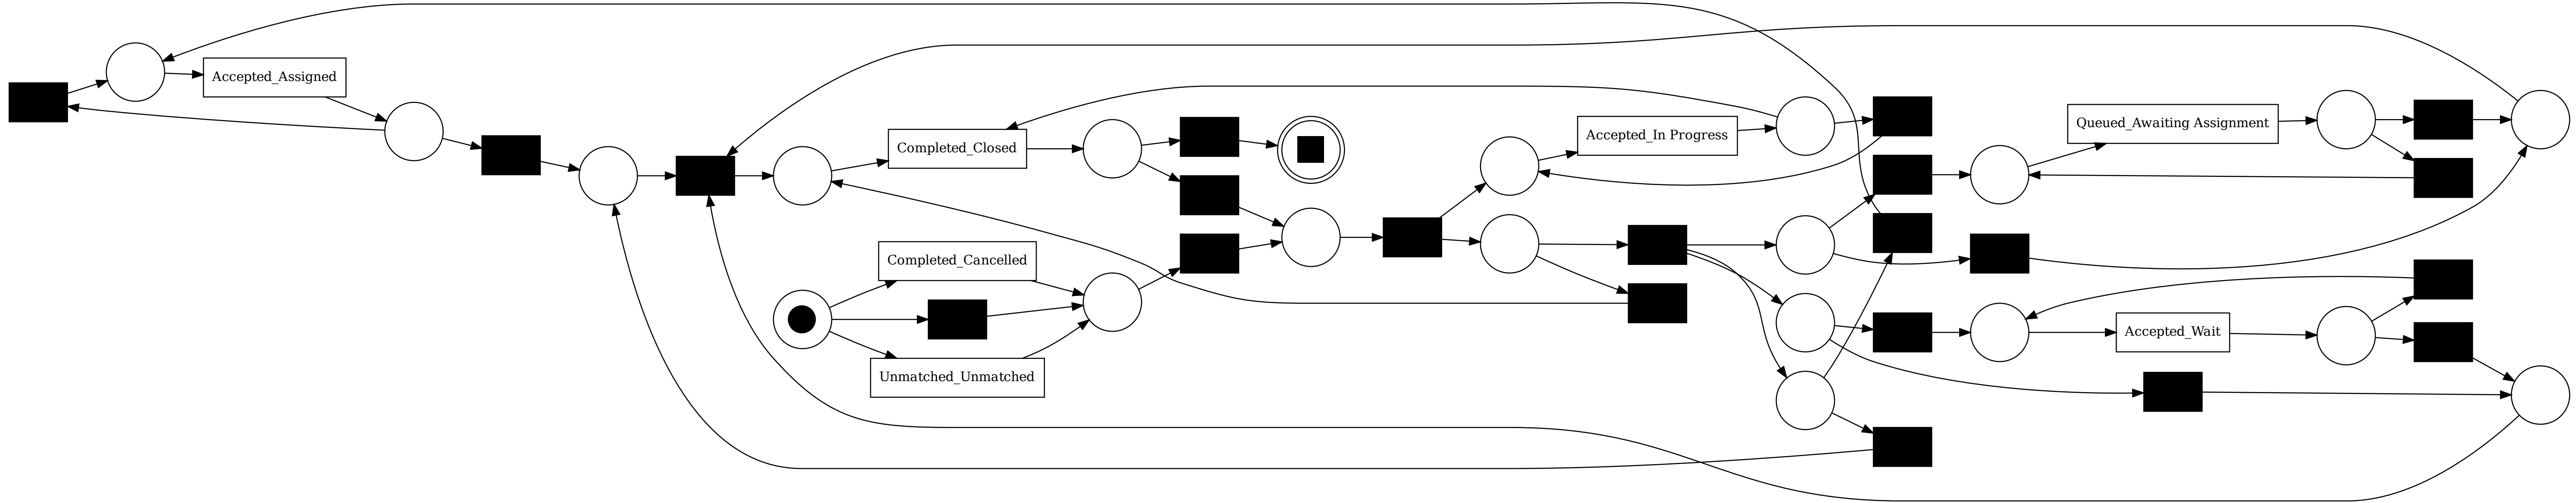 Accepted_Assigned
Completed_Closed
Accepted_In Progress
Queued_Awaiting Assignment
Completed_Cancelled
Accepted_Wait
Unmatched_Unmatched